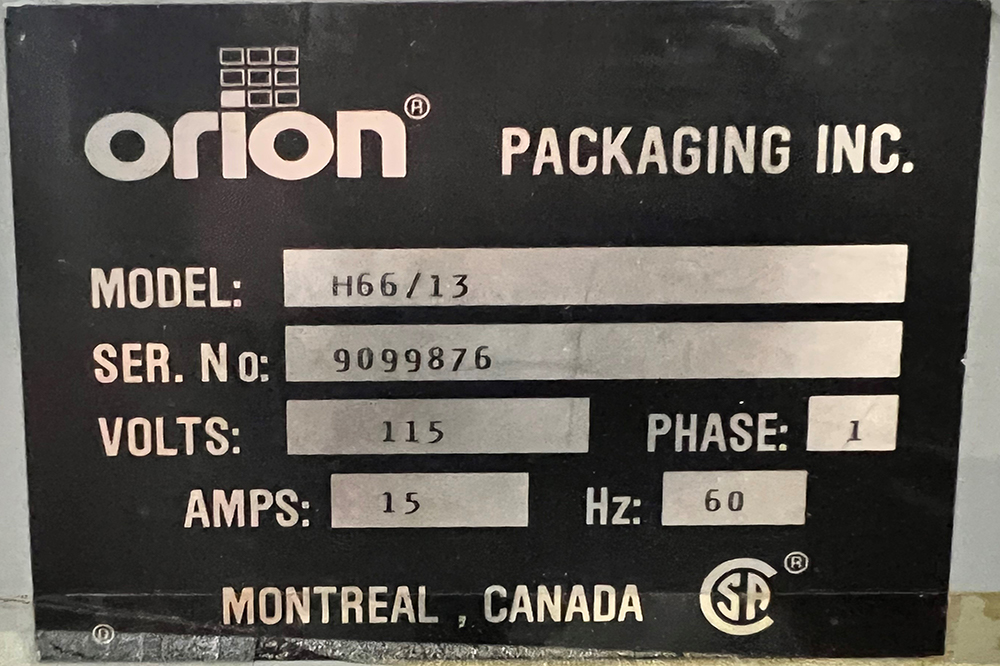 orion® PACKAGING INC.
MODEL: H66/13
SER. No: 9099876
VOLTS: 115 PHASE: 1
AMPS: 15 Hz: 60
MONTREAL , CANADA CSA®